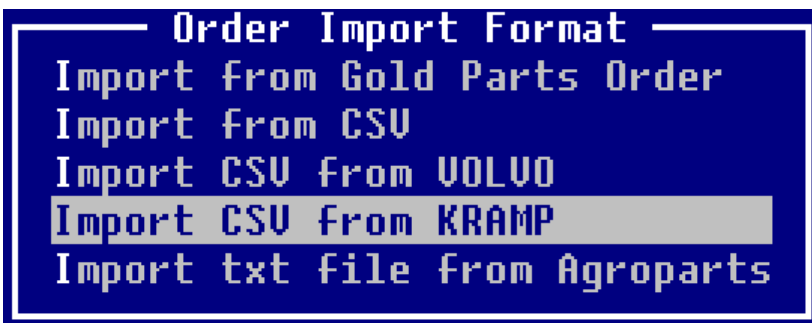 Order Import Format
Import from Gold Parts Order
Import from CSV
Import CSV from VOLVO
Import CSV from KRAMP
Import txt file from Agroparts